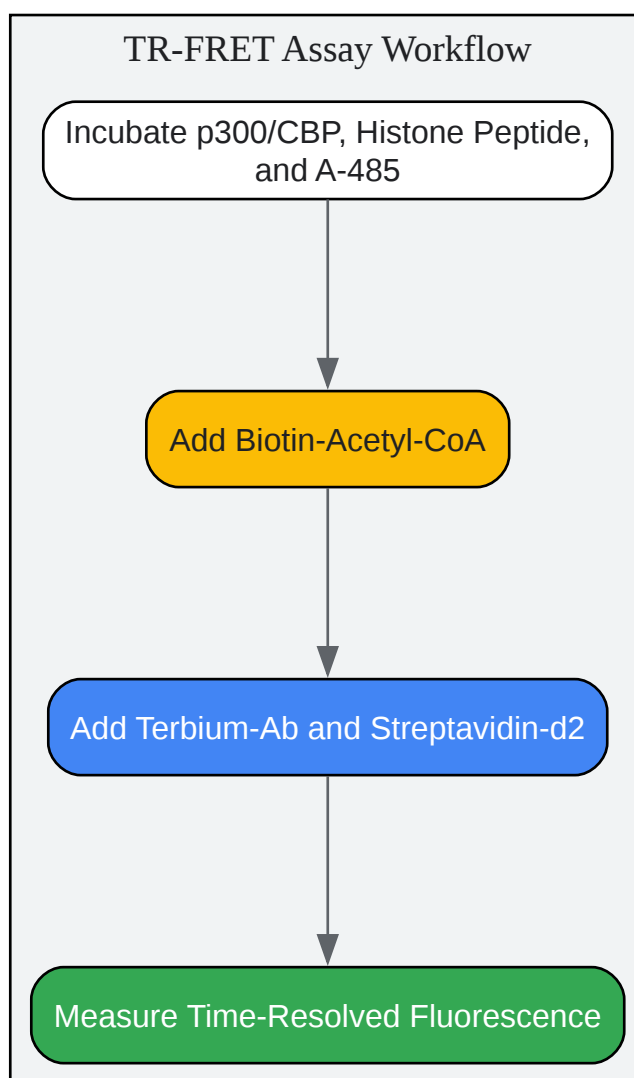 TR-FRET Assay Workflow
Incubate p300/CBP, Histone Peptide,
and A-485
Add Biotin-Acetyl-CoA
Add Terbium-Ab and Streptavidin-d2
Measure Time-Resolved Fluorescence